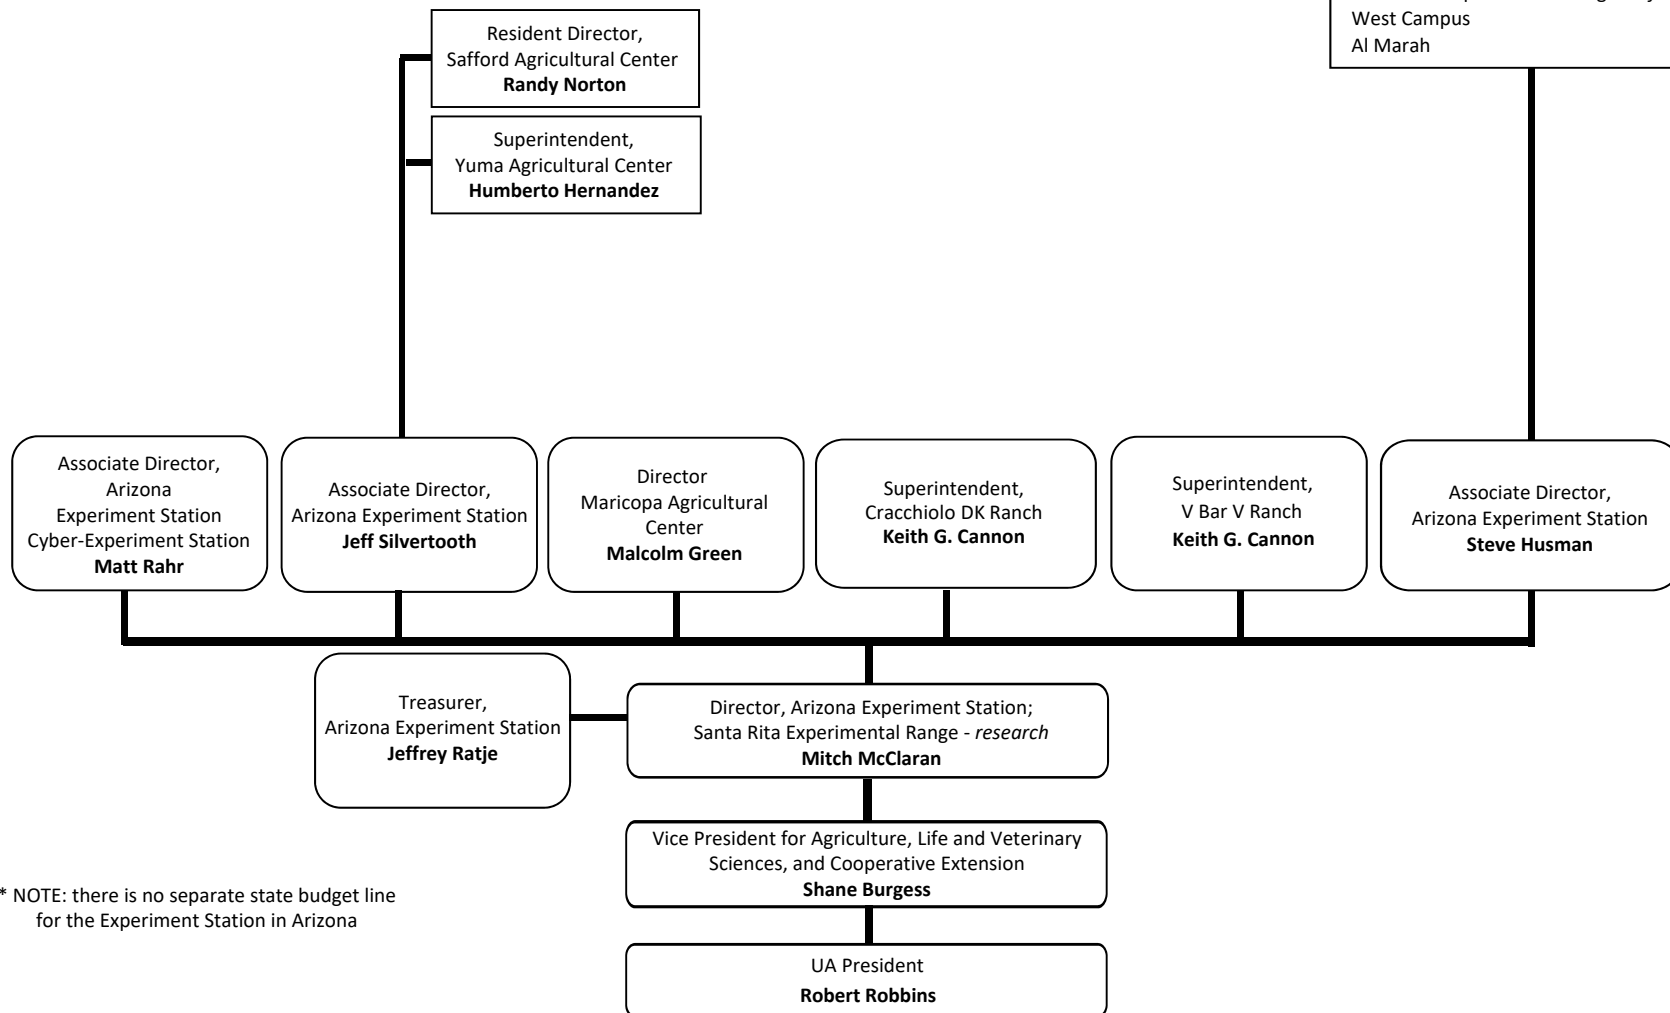 West Campus
Al Marah
Resident Director,
Safford Agricultural Center
Randy Norton
Superintendent,
Yuma Agricultural Center
Humberto Hernandez
Associate Director,
Arizona
Experiment Station
Cyber-Experiment Station
Matt Rahr
Associate Director,
Arizona Experiment Station
Jeff Silvertooth
Director
Maricopa Agricultural
Center
Malcolm Green
Superintendent,
Cracchiolo DK Ranch
Keith G. Cannon
Superintendent,
V Bar V Ranch
Keith G. Cannon
Associate Director,
Arizona Experiment Station
Steve Husman
Treasurer,
Arizona Experiment Station
Jeffrey Ratje
Director, Arizona Experiment Station;
Santa Rita Experimental Range - research
Mitch McClaran
Vice President for Agriculture, Life and Veterinary
Sciences, and Cooperative Extension
Shane Burgess
* NOTE: there is no separate state budget line
for the Experiment Station in Arizona
UA President
Robert Robbins